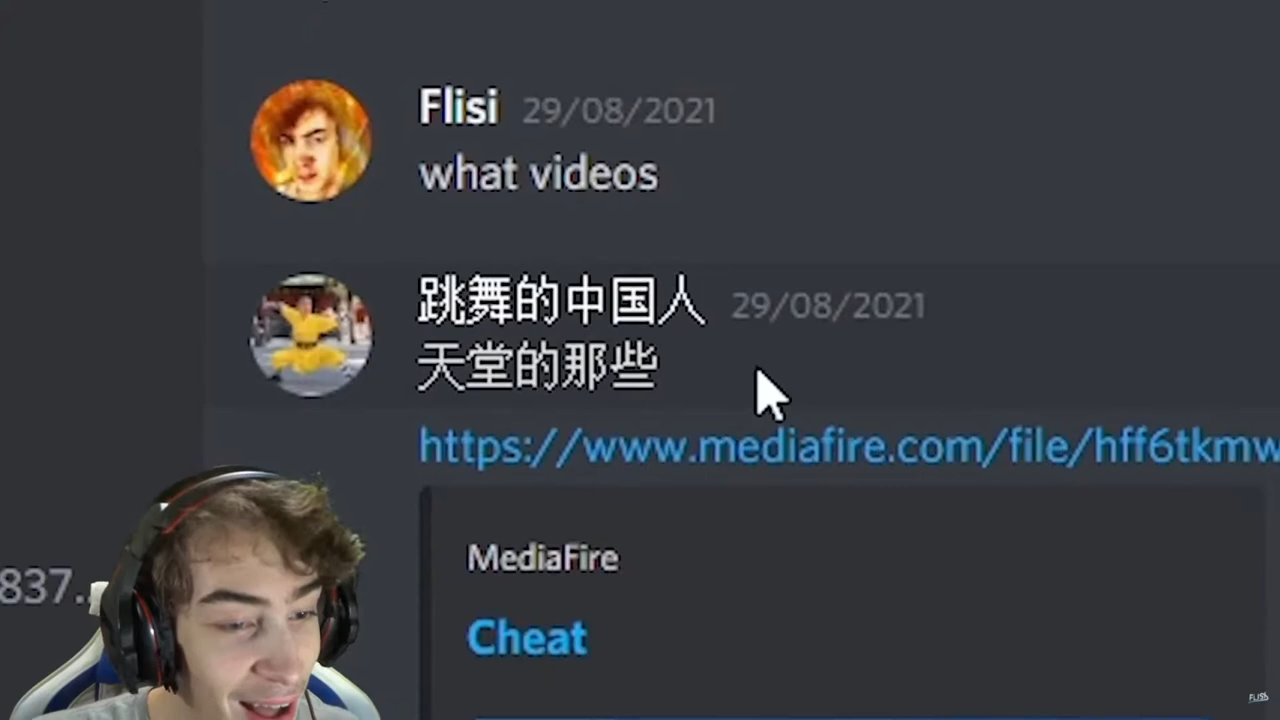 Flisi 29/08/2021
what videos
跳舞的中国人 29/08/2021
天堂的那些
https://www.mediafire.com/file/hff6tkmw
MediaFire
837..
Cheat
FLISI